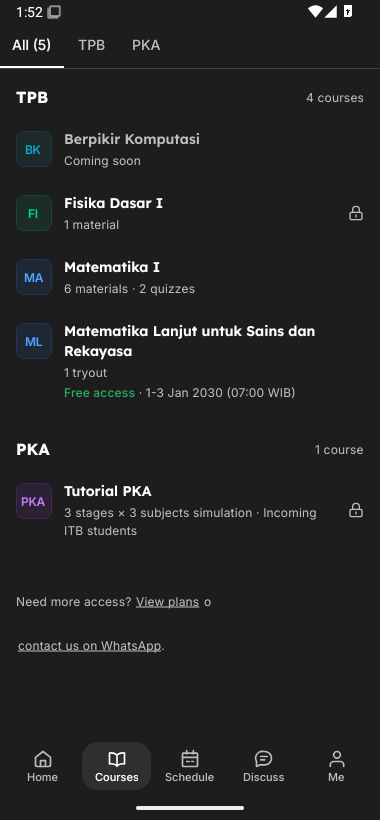 1:52
All (5)
TPB
PKA
TPB
4 courses
BK
Berpikir Komputasi
Coming soon
FI
Fisika Dasar I
1 material
MA
Matematika I
6 materials · 2 quizzes
ML
Matematika Lanjut untuk Sains dan
Rekayasa
1 tryout
Free access · 1-3 Jan 2030 (07:00 WIB)
PKA
1 course
PKA
Tutorial PKA
3 stages × 3 subjects simulation · Incoming
ITB students
Need more access? View plans o
contact us on WhatsApp.
Home
Courses
Schedule
Discuss
Me